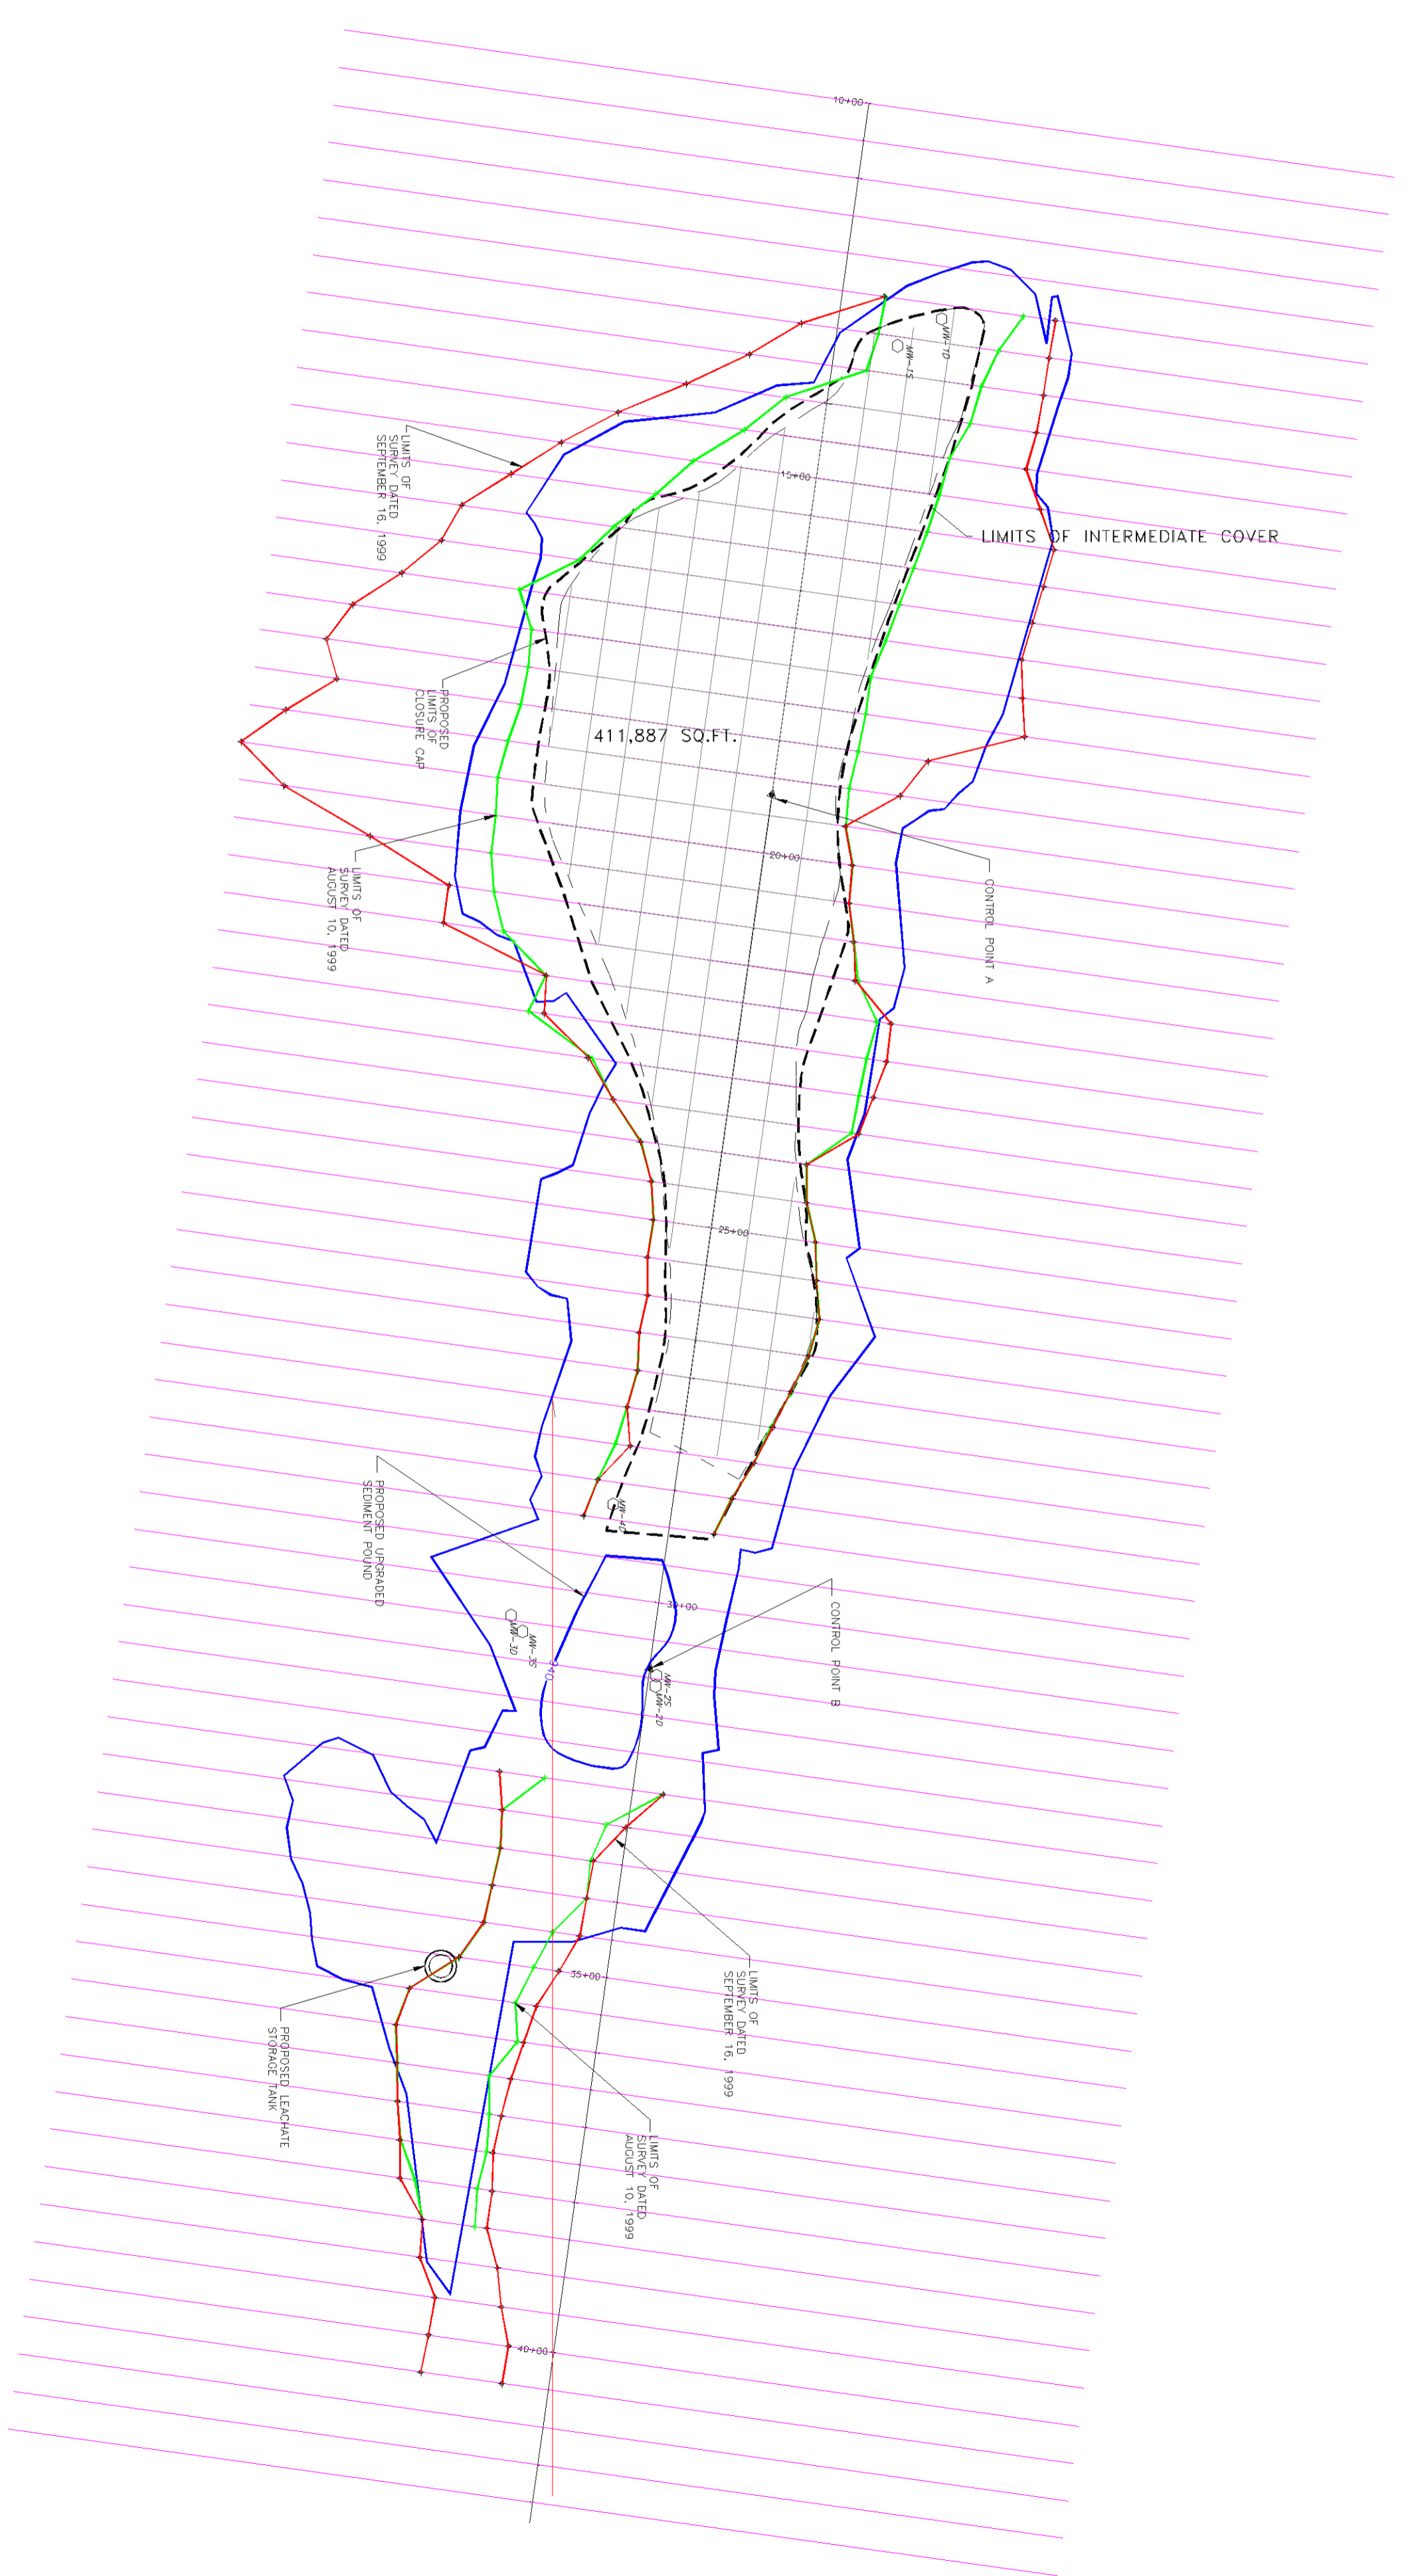 10+00
MW-1D
MW-1S
LIMITS OF
SURVEY DATED
SEPTEMBER 16, 1999
15+00
LIMITS OF INTERMEDIATE COVER
PROPOSED
LIMITS OF
CLOSURE CAP
411,887 SQ.FT.
20+00
LIMITS OF
SURVEY DATED
AUGUST 10, 1999
CONTROL POINT A
25+00
PROPOSED UPGRADED
SEDIMENT POUND
MW-4D
30+00
CONTROL POINT B
MW-3D
MW-3S
940
MW-2S
MW-2D
35+00
LIMITS OF
SURVEY DATED
SEPTEMBER 16, 1999
PROPOSED LEACHATE
STORAGE TANK
LIMITS OF
SURVEY DATED
AUGUST 10, 1999
40+00